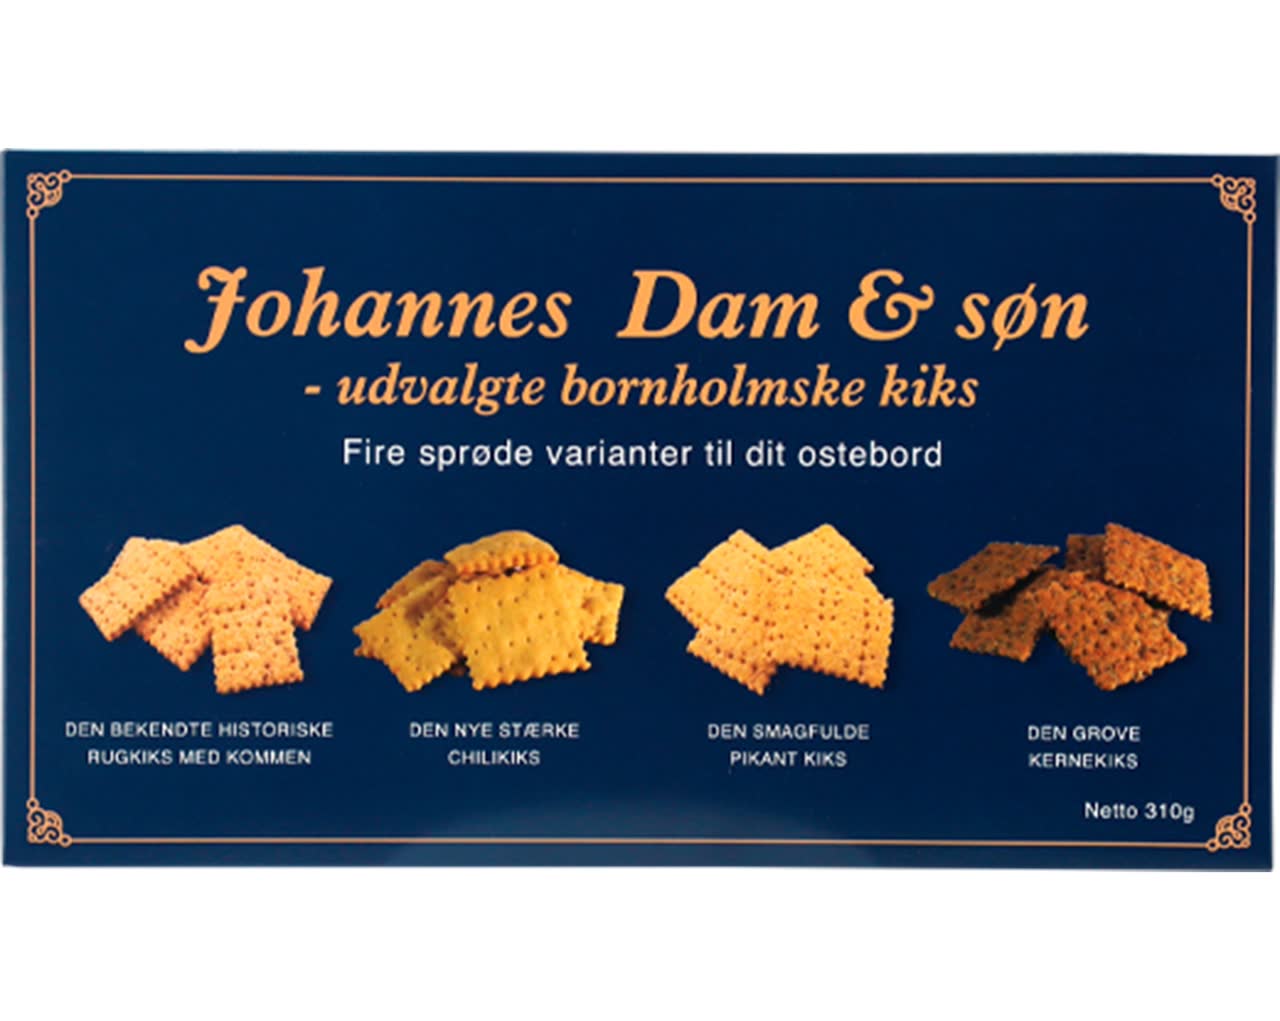 Johannes Dam & søn
- udvalgte bornholmske kiks
Fire sprøde varianter til dit ostebord
DEN BEKENDTE HISTORISKE
RUGKIKS MED KOMMEN
DEN NYE STÆRKE
CHILIKIKS
DEN SMAGFULDE
PIKANT KIKS
DEN GROVE
KERNEKIKS
Netto 310g